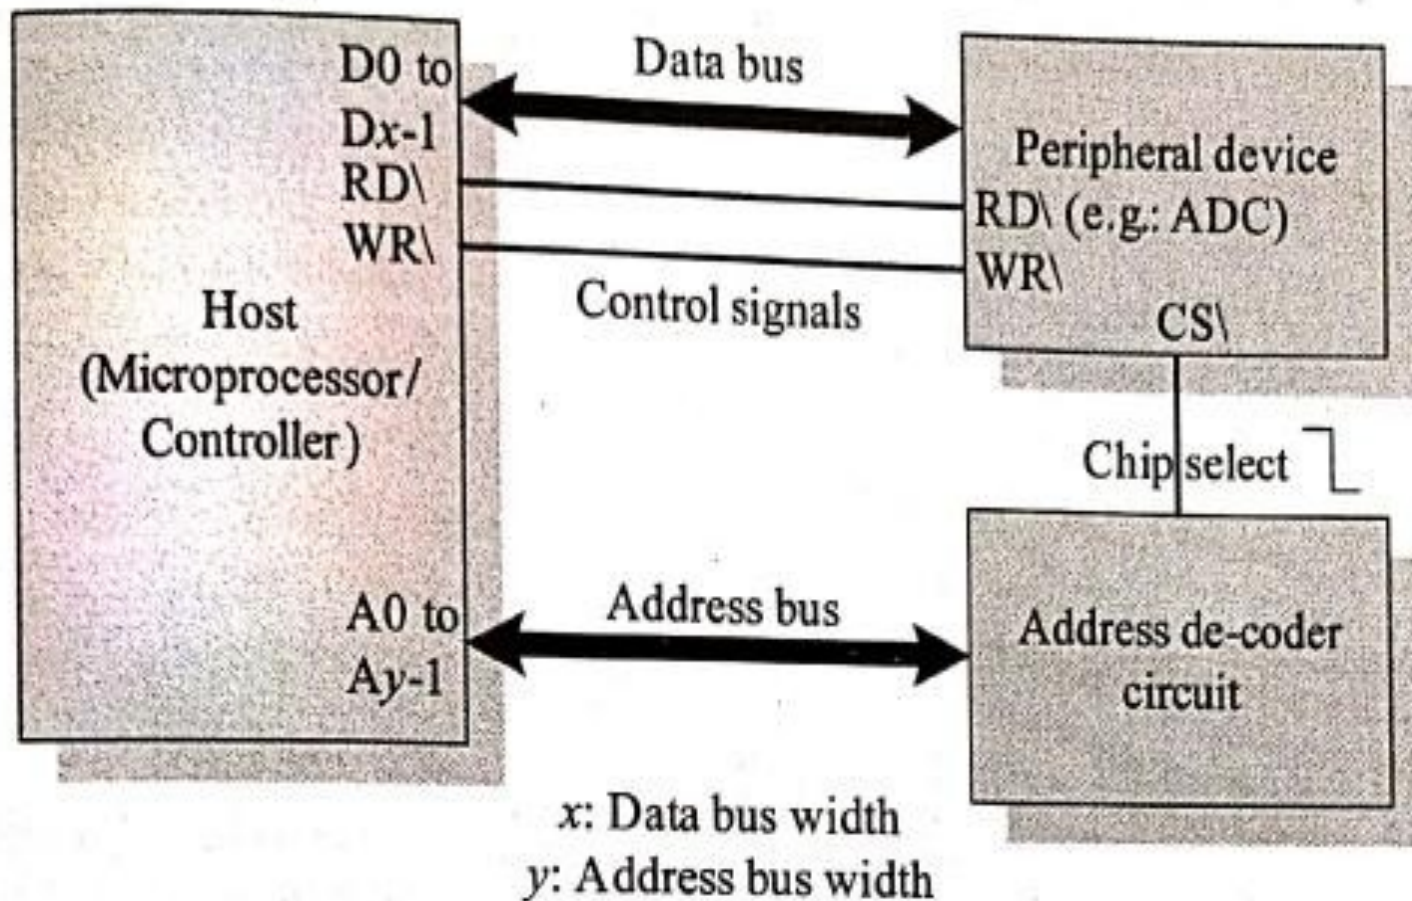 D0 to
Dx-1
RD\
WR\
Host
(Microprocessor/
Controller)
A0 to
Ay-1
Data bus
Control signals
Peripheral device
RD\ (e.g.: ADC)
WR\
CS\
Chip select
Address bus
Address de-coder
circuit
x: Data bus width
y: Address bus width